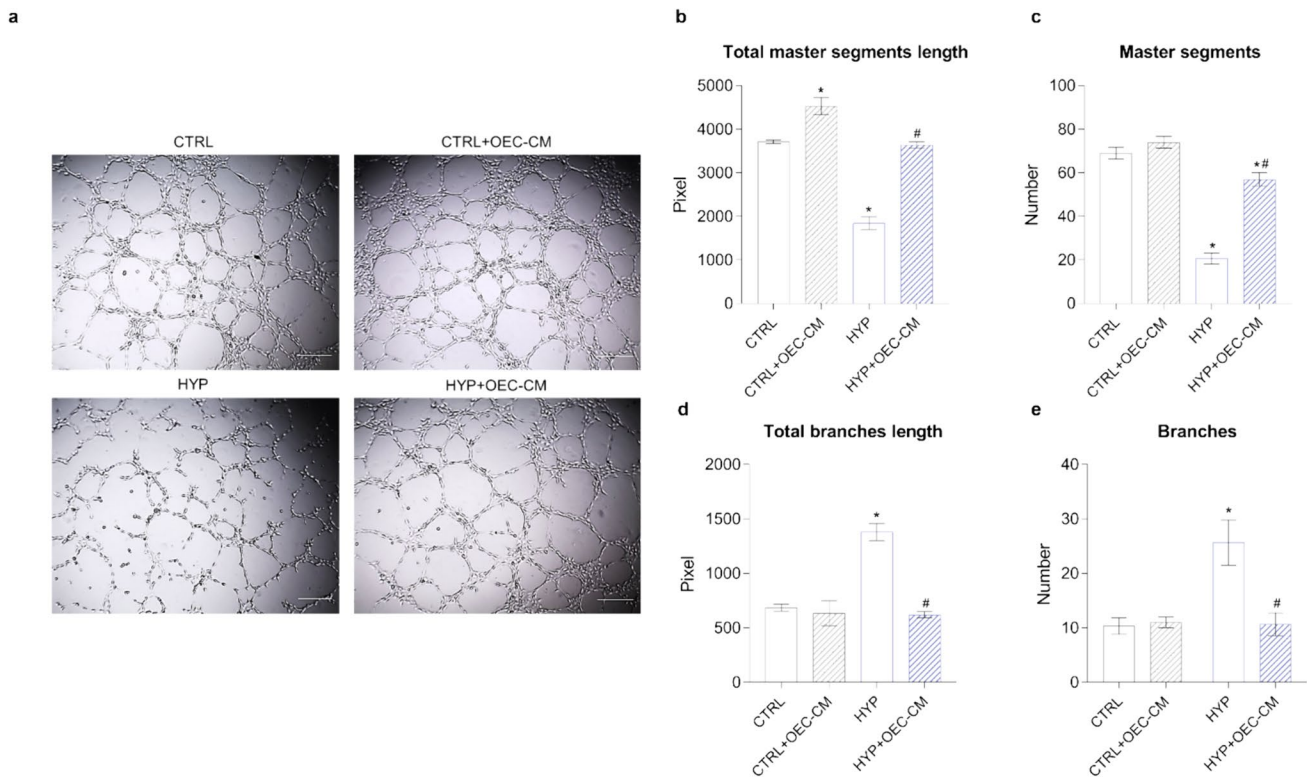 a
CTRL
CTRL+OEC-CM
HYP
HYP+OEC-CM
b
Total master segments length
Pixel
5000
4000
3000
2000
1000
0
*
*
#
CTRL
CTRL+OEC-CM
HYP
HYP+OEC-CM
c
Master segments
Number
100
80
60
40
20
0
*
*#
CTRL
CTRL+OEC-CM
HYP
HYP+OEC-CM
d
Total branches length
Pixel
2000
1500
1000
500
0
*
#
CTRL
CTRL+OEC-CM
HYP
HYP+OEC-CM
e
Branches
Number
40
30
20
10
0
*
#
CTRL
CTRL+OEC-CM
HYP
HYP+OEC-CM